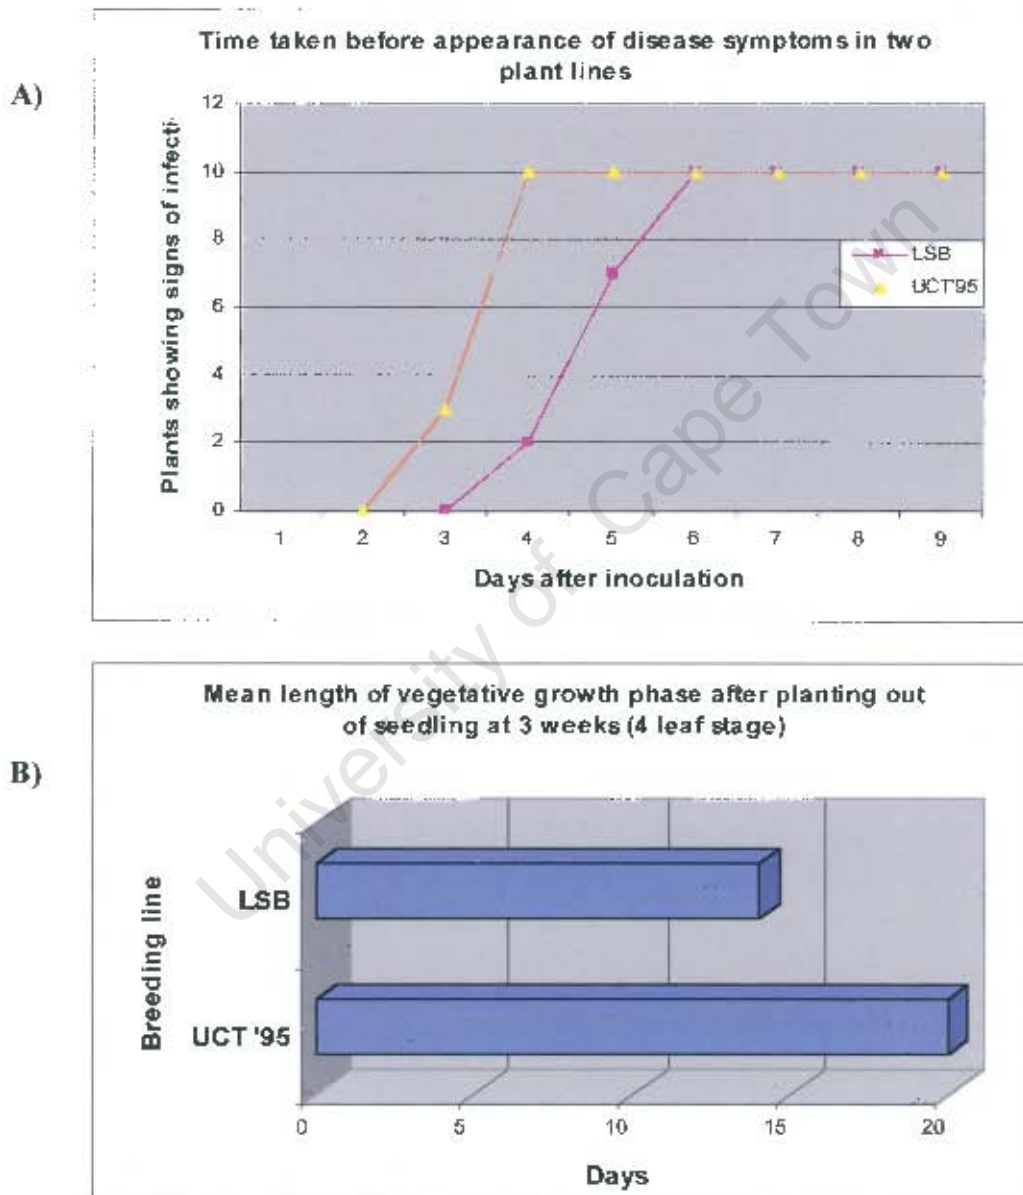 A)
Time taken before appearance of disease symptoms in two
plant lines
Plants showing signs of infecti
12
10
8
6
4
2
0
1 2 3 4 5 6 7 8 9
Days after inoculation
LSB
UCT'95
B)
Mean length of vegetative growth phase after planting out
of seedling at 3 weeks (4 leaf stage)
Breeding line
LSB
UCT '95
0 5 10 15 20
Days
University of Cape Town